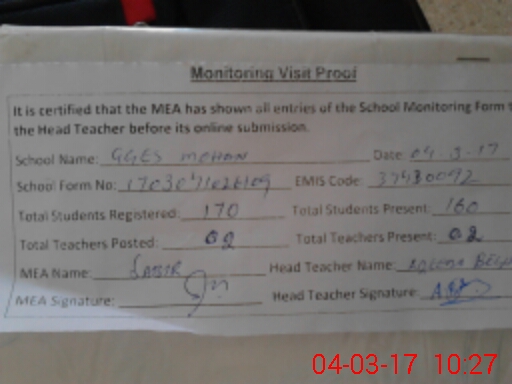 Monitoring Visit Proof
It is certified that the MEA has shown all entries of the School Monitoring Form t
the Head Teacher before its online submission.
School Name: GGES MOHAN Date: 04-3-17
School Form No: EMIS Code:
Total Students Registered: 170 Total Students Present: 160
Total Teachers Posted: 02 Total Teachers Present: 02
MEA Name: Head Teacher Name:
MEA Signature: Head Teacher Signature:
04-03-17 10:27